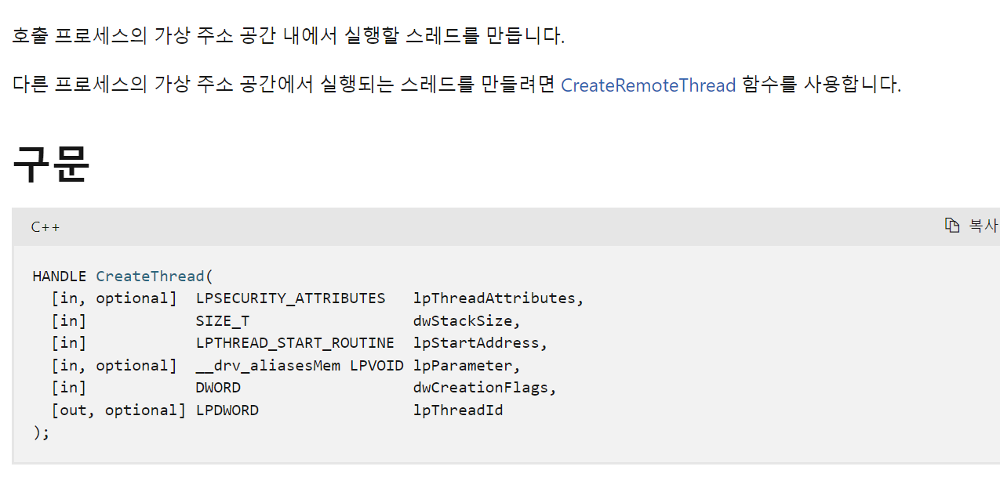 호출 프로세스의 가상 주소 공간 내에서 실행할 스레드를 만듭니다.
다른 프로세스의 가상 주소 공간에서 실행되는 스레드를 만들려면 CreateRemoteThread 함수를 사용합니다.
구문
C++ 복사
HANDLE CreateThread(
  [in, optional]  LPSECURITY_ATTRIBUTES   lpThreadAttributes,
  [in]            SIZE_T                  dwStackSize,
  [in]            LPTHREAD_START_ROUTINE  lpStartAddress,
  [in, optional]  __drv_aliasesMem LPVOID lpParameter,
  [in]            DWORD                   dwCreationFlags,
  [out, optional] LPDWORD                 lpThreadId
);